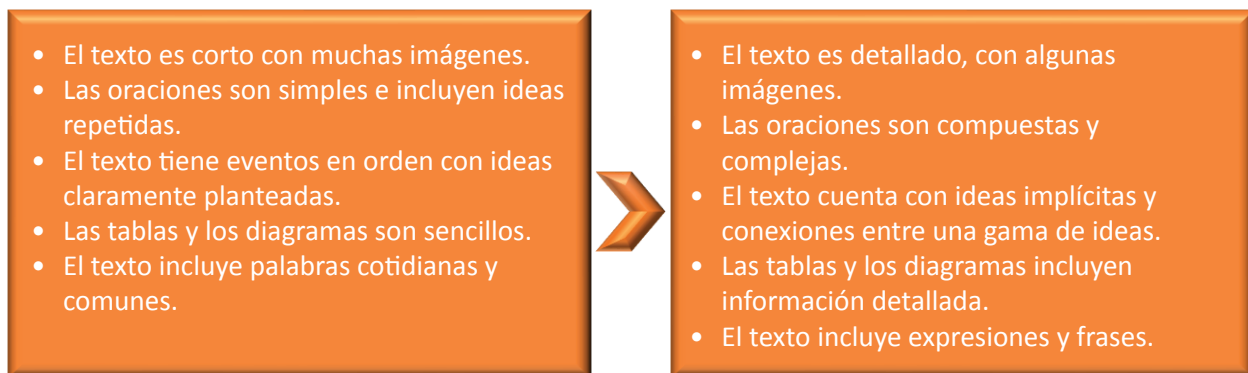 • El texto es corto con muchas imágenes.
• Las oraciones son simples e incluyen ideas
repetidas.
• El texto tiene eventos en orden con ideas
claramente planteadas.
• Las tablas y los diagramas son sencillos.
• El texto incluye palabras cotidianas y
comunes.
• El texto es detallado, con algunas
imágenes.
• Las oraciones son compuestas y
complejas.
• El texto cuenta con ideas implícitas y
conexiones entre una gama de ideas.
• Las tablas y los diagramas incluyen
información detallada.
• El texto incluye expresiones y frases.